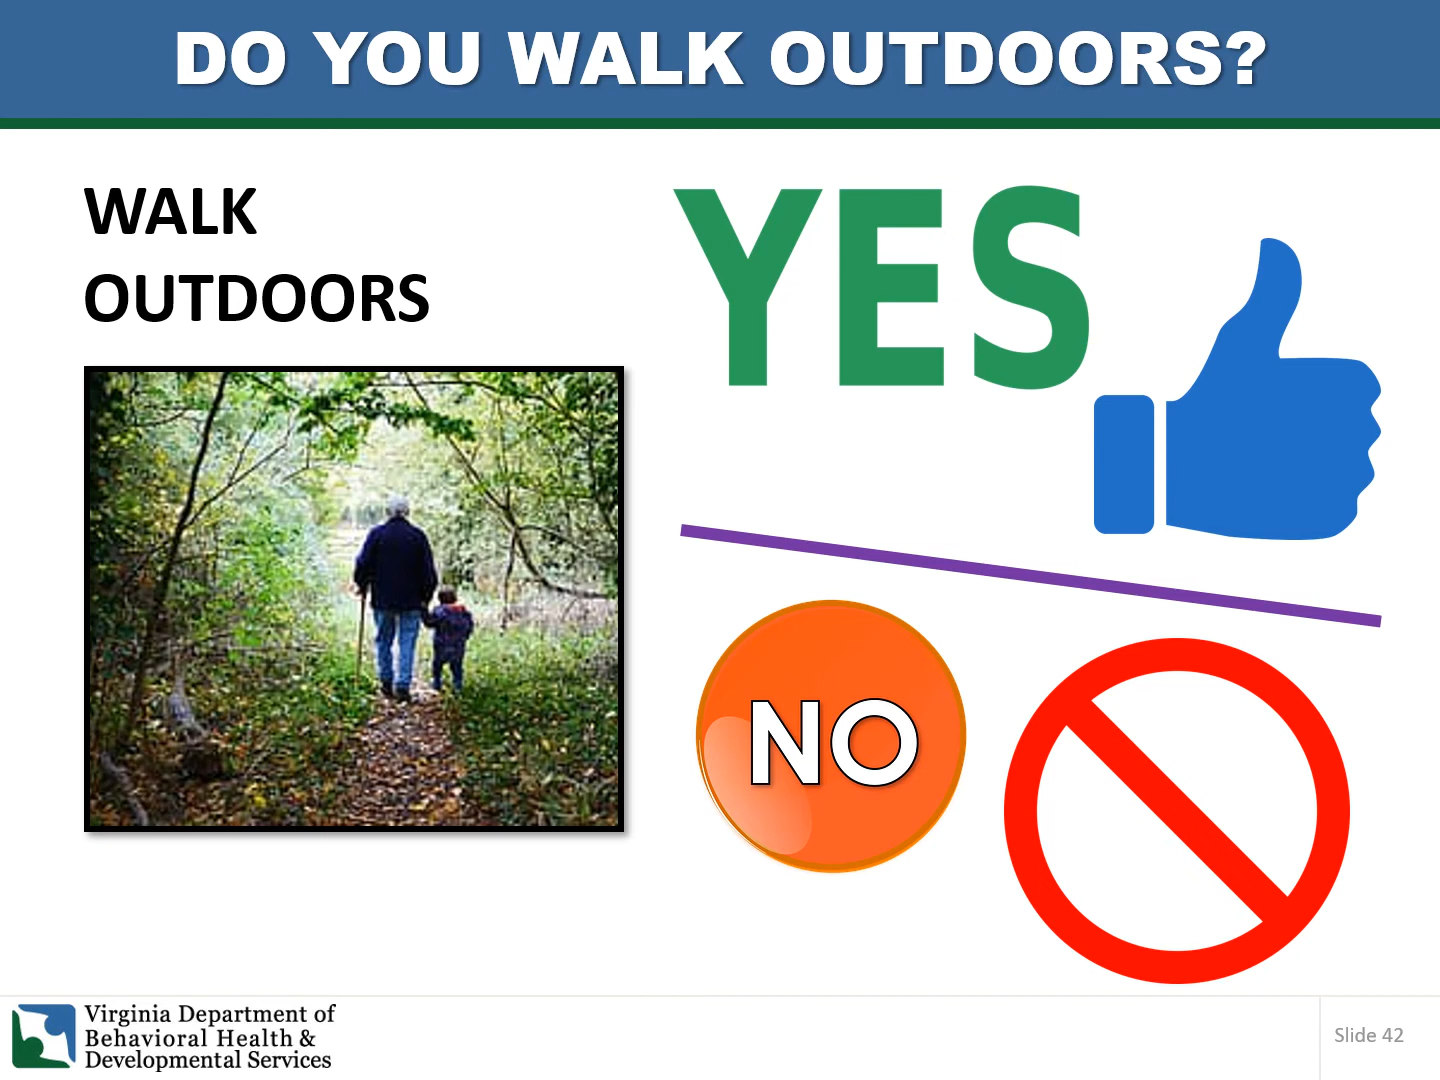 DO YOU WALK OUTDOORS?
WALK
OUTDOORS
YES
NO
Virginia Department of
Behavioral Health &
Developmental Services
Slide 42